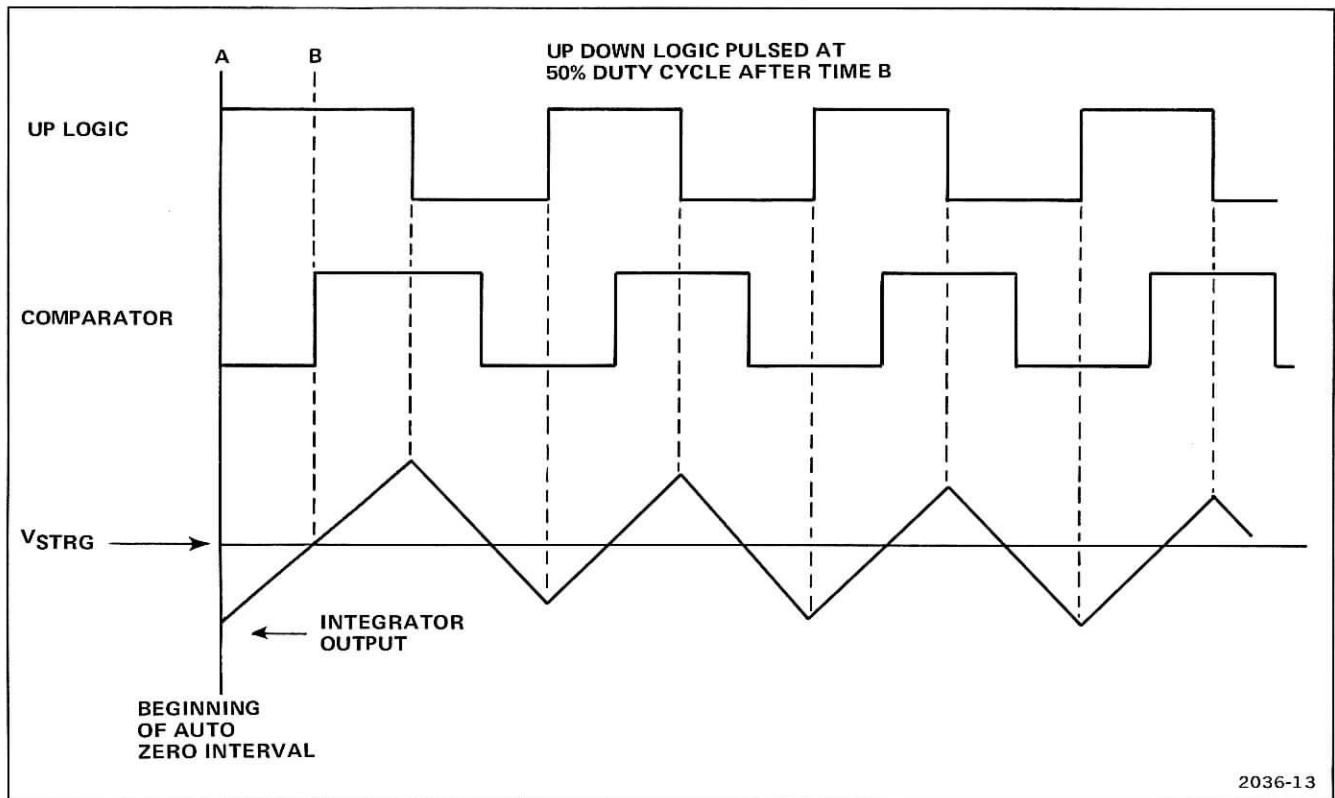 A B
UP DOWN LOGIC PULSED AT
50% DUTY CYCLE AFTER TIME B
UP LOGIC
COMPARATOR
VSTRG
INTEGRATOR
OUTPUT
BEGINNING
OF AUTO
ZERO INTERVAL
2036-13